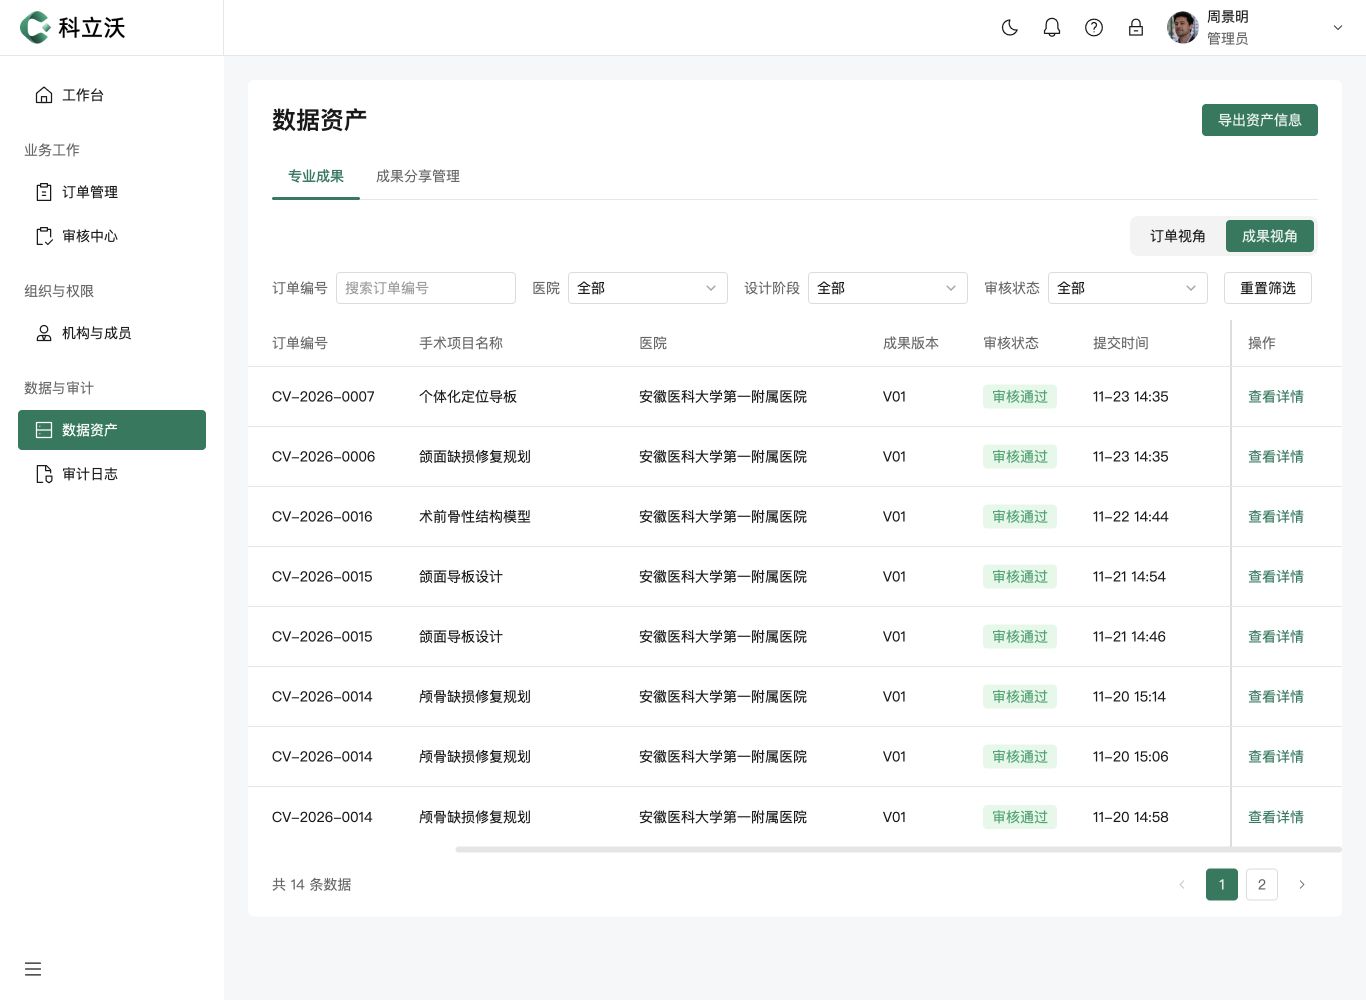 科立沃
周景明
管理员
工作台
业务工作
订单管理
审核中心
组织与权限
机构与成员
数据与审计
数据资产
审计日志
数据资产
导出资产信息
专业成果 成果分享管理
订单视角 成果视角
订单编号 搜索订单编号 医院 全部 设计阶段 全部 审核状态 全部 重置筛选
订单编号 手术项目名称 医院 成果版本 审核状态 提交时间 操作
CV-2026-0007 个体化定位导板 安徽医科大学第一附属医院 V01 审核通过 11-23 14:35 查看详情
CV-2026-0006 颌面缺损修复规划 安徽医科大学第一附属医院 V01 审核通过 11-23 14:35 查看详情
CV-2026-0016 术前骨性结构模型 安徽医科大学第一附属医院 V01 审核通过 11-22 14:44 查看详情
CV-2026-0015 颌面导板设计 安徽医科大学第一附属医院 V01 审核通过 11-21 14:54 查看详情
CV-2026-0015 颌面导板设计 安徽医科大学第一附属医院 V01 审核通过 11-21 14:46 查看详情
CV-2026-0014 颅骨缺损修复规划 安徽医科大学第一附属医院 V01 审核通过 11-20 15:14 查看详情
CV-2026-0014 颅骨缺损修复规划 安徽医科大学第一附属医院 V01 审核通过 11-20 15:06 查看详情
CV-2026-0014 颅骨缺损修复规划 安徽医科大学第一附属医院 V01 审核通过 11-20 14:58 查看详情
共 14 条数据 1 2